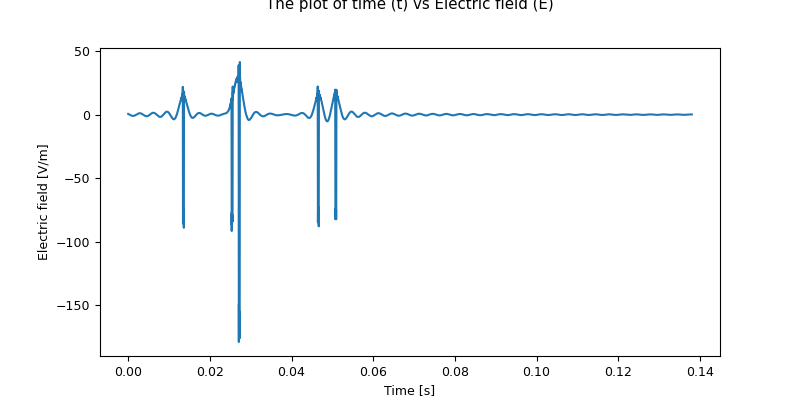 The plot of time (t) vs Electric field (E)
50
0
−50
−100
−150
Electric field [V/m]
0.00 0.02 0.04 0.06 0.08 0.10 0.12 0.14
Time [s]